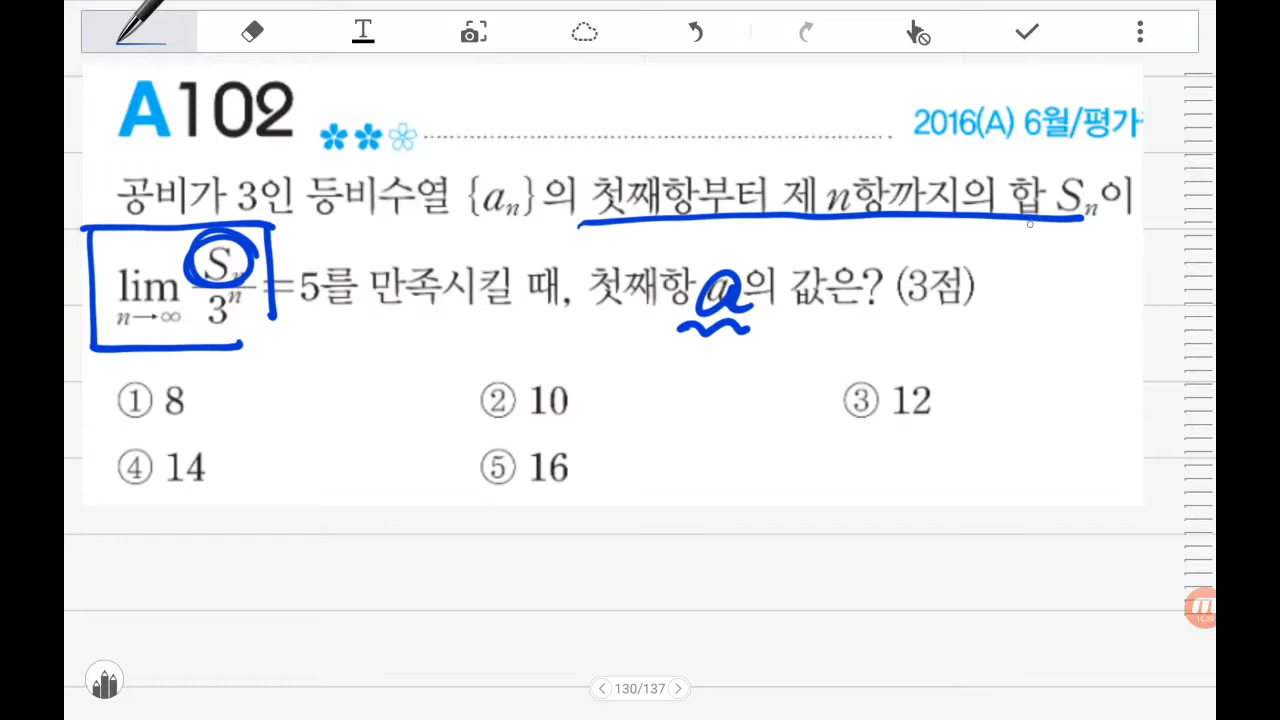 T
A102
2016(A) 6월/평가
공비가 3인 등비수열 {aₙ}의 첫째항부터 제 n항까지의 합 Sₙ이
lim n→∞ Sₙ/3ⁿ =5를 만족시킬 때, 첫째항 a의 값은? (3점)
① 8 ② 10 ③ 12
④ 14 ⑤ 16
16:39
130/137